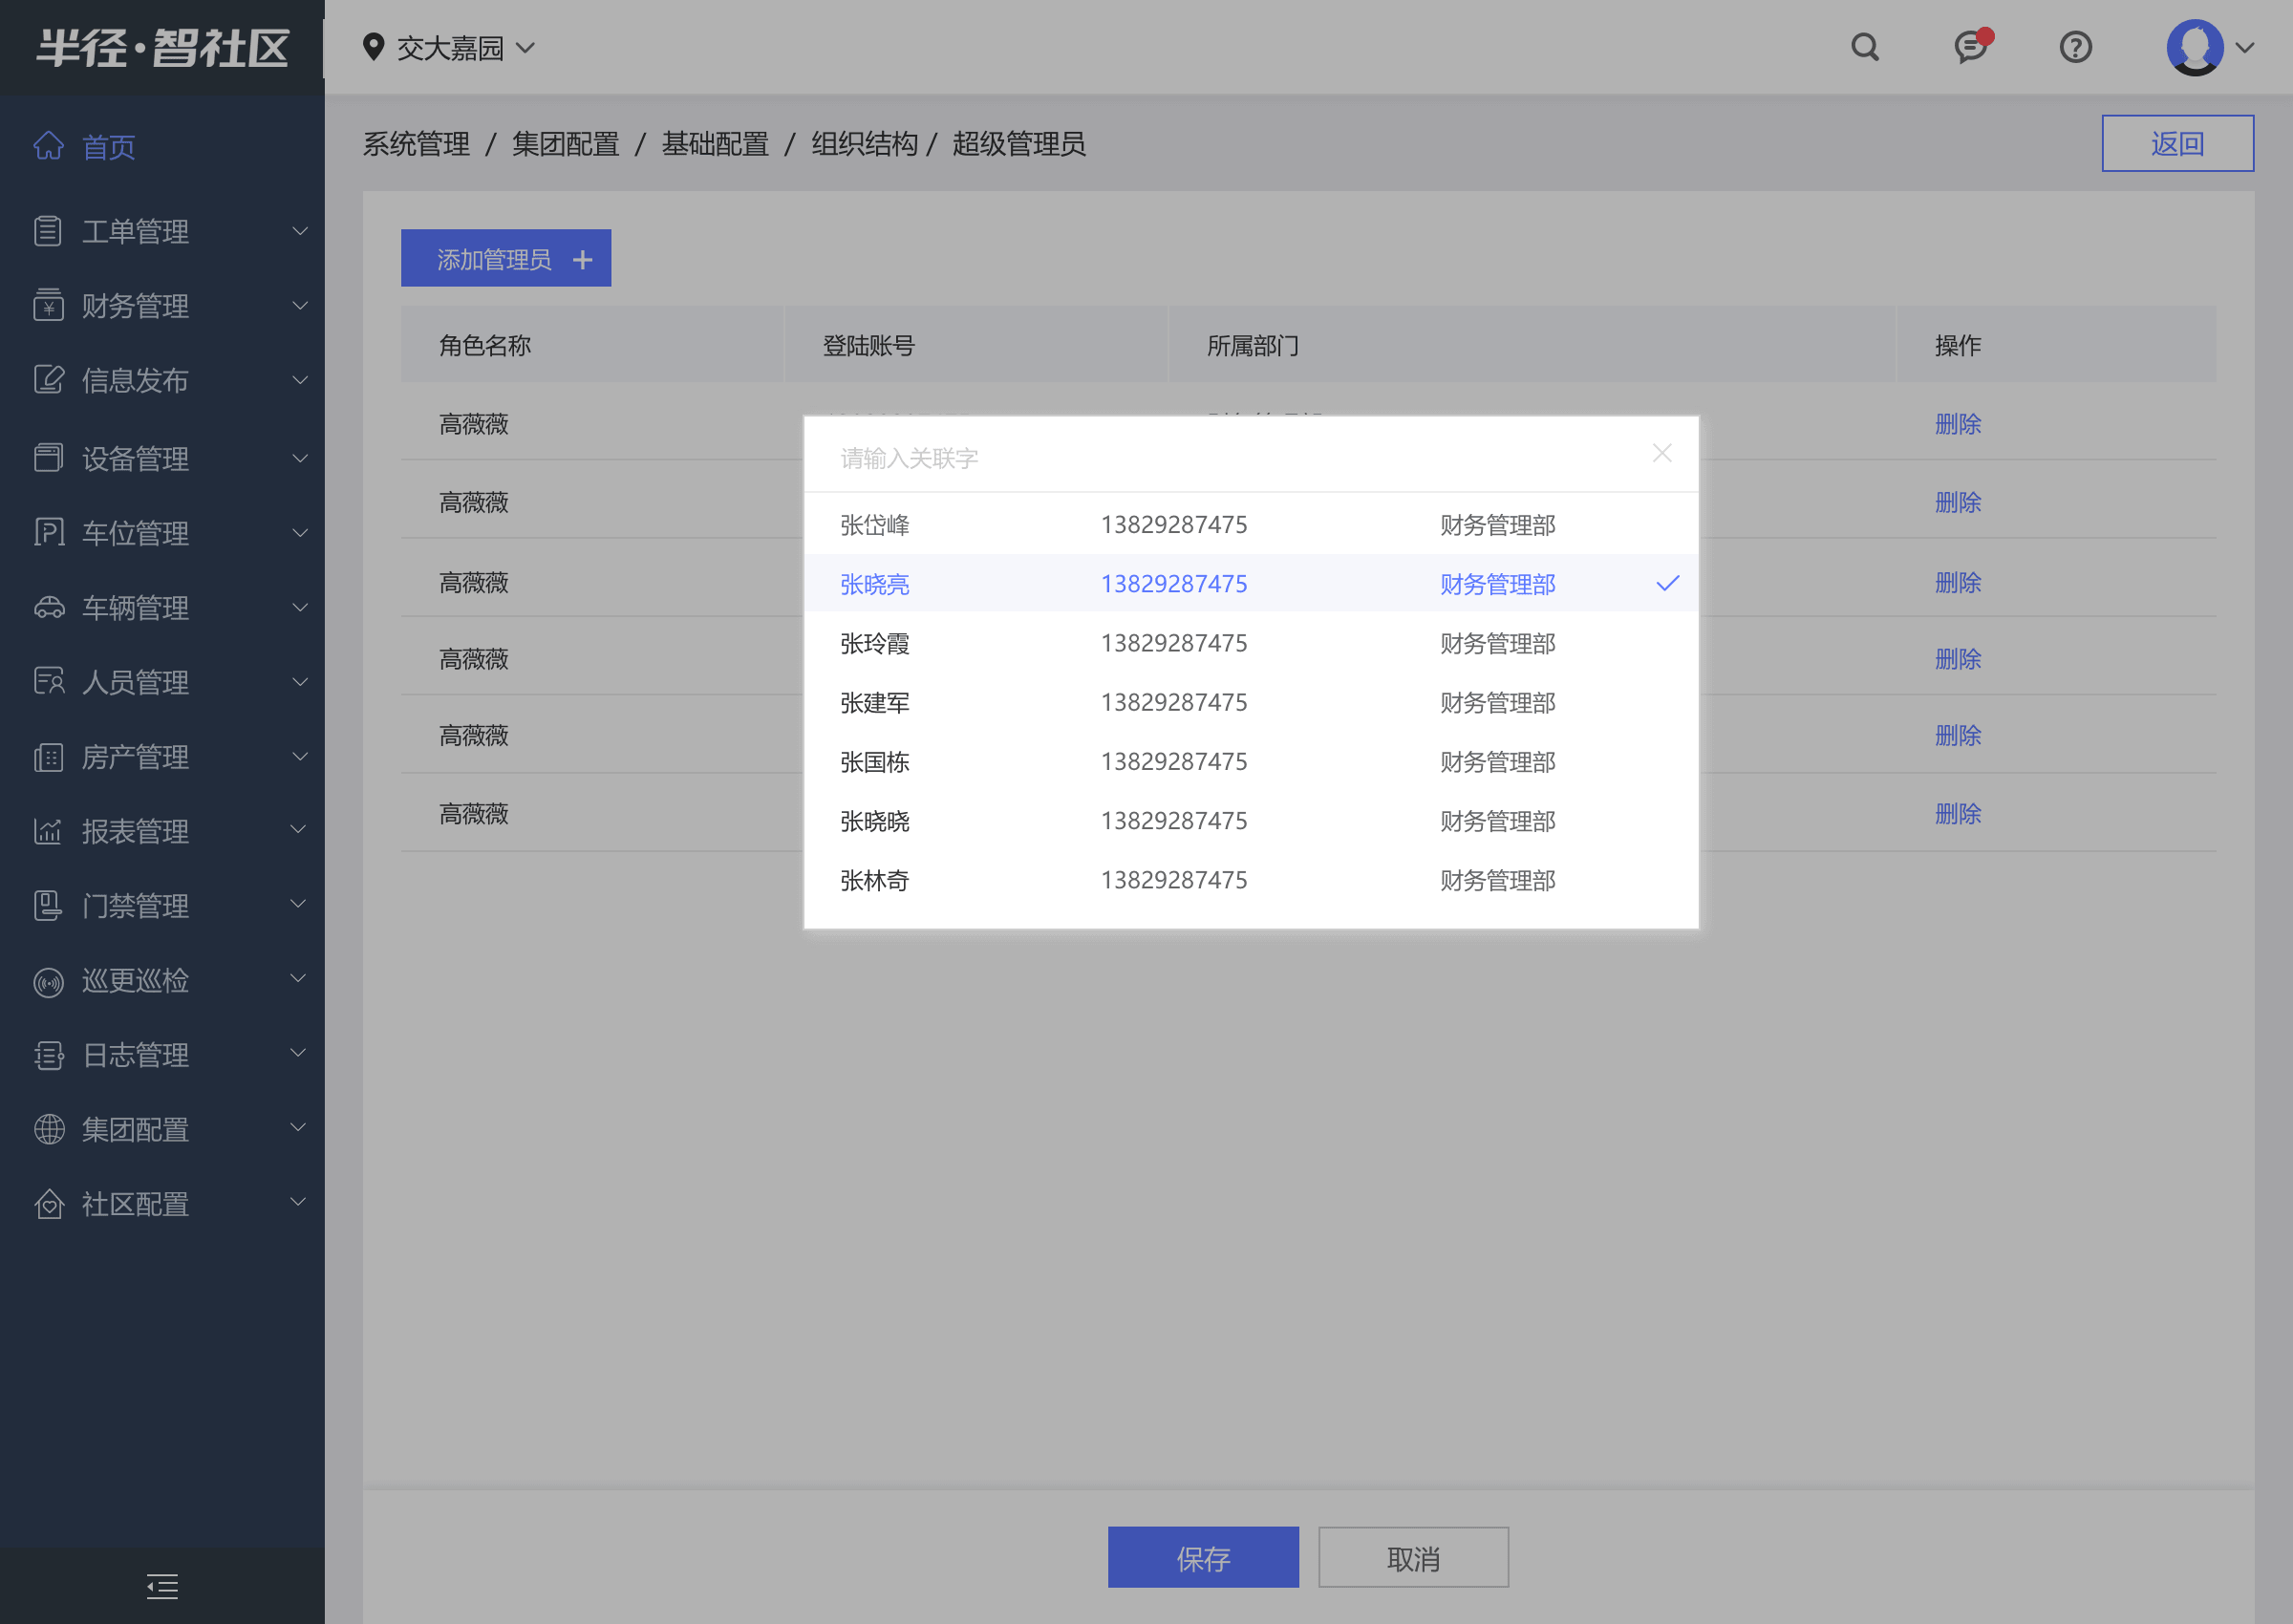 半径·智社区
交大嘉园
首页
工单管理
财务管理
信息发布
设备管理
车位管理
车辆管理
人员管理
房产管理
报表管理
门禁管理
巡更巡检
日志管理
集团配置
社区配置
系统管理 / 集团配置 / 基础配置 / 组织结构 / 超级管理员
返回
添加管理员 +
角色名称 登陆账号 所属部门 操作
高薇薇 删除
高薇薇 删除
高薇薇 删除
高薇薇 删除
高薇薇 删除
高薇薇 删除
请输入关联字
张岱峰 13829287475 财务管理部
张晓亮 13829287475 财务管理部
张玲霞 13829287475 财务管理部
张建军 13829287475 财务管理部
张国栋 13829287475 财务管理部
张晓晓 13829287475 财务管理部
张林奇 13829287475 财务管理部
保存 取消